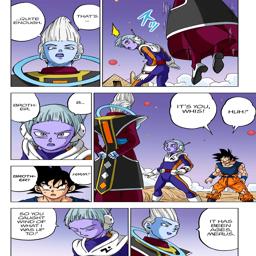 THAT'S...
...QUITE
ENOUGH.
B...
BROTH-
ER.
IT'S YOU,
WHIS!
HUH?
HMM?
BROTH-
ER?
SO YOU
CAUGHT
WIND OF
WHAT I
WAS UP
TO?
IT HAS
BEEN
AGES,
MERUS.